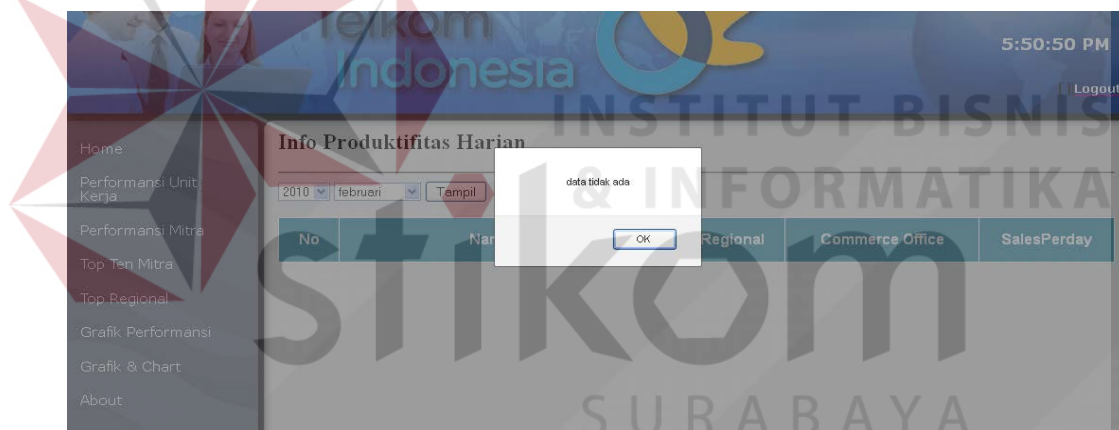 Telkom
Indonesia
5:50:50 PM
Logout
INSTITUT BISNIS
& INFORMATIKA
stikom
SURABAYA
Home
Performansi Unit
Kerja
Performansi Mitra
Top Ten Mitra
Top Regional
Grafik Performansi
Grafik & Chart
About
Info Produktifitas Harian
2010 februari Tampil
data tidak ada
OK
No Regional Commerce Office SalesPerday